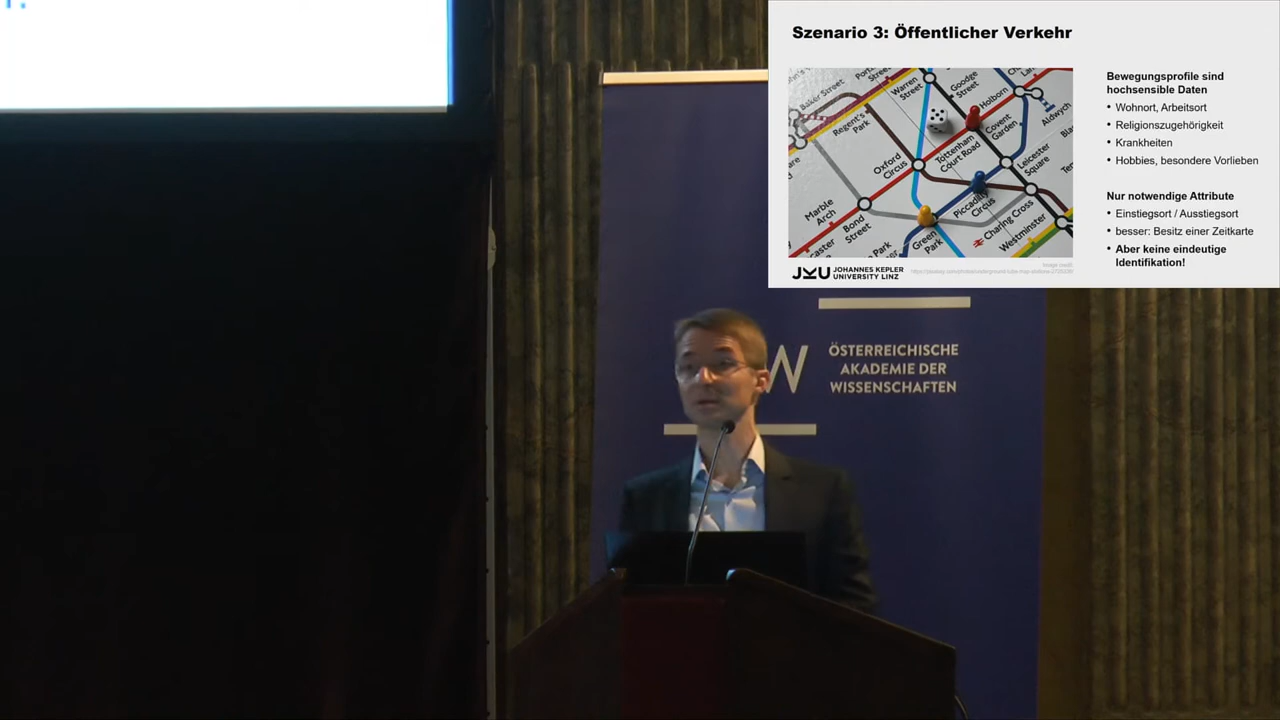 Szenario 3: Öffentlicher Verkehr
Baker Street
Regent's
Park
Warren
Street
Goodge
Street
Holborn
Aldwych
Covent
Garden
Tottenham
Court Road
Oxford
Circus
Leicester
Square
Marble
Arch
Bond
Street
Piccadilly
Circus
Green
Park
Charing Cross
Westminster
caster
Park
JKU JOHANNES KEPLER
UNIVERSITY LINZ
Bewegungsprofile sind
hochsensible Daten
• Wohnort, Arbeitsort
• Religionszugehörigkeit
• Krankheiten
• Hobbies, besondere Vorlieben
Nur notwendige Attribute
• Einstiegsort / Ausstiegsort
• besser: Besitz einer Zeitkarte
• Aber keine eindeutige
Identifikation!
W
ÖSTERREICHISCHE
AKADEMIE DER
WISSENSCHAFTEN